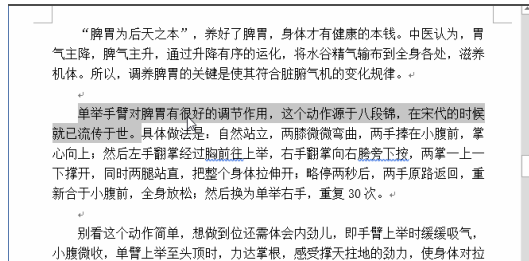 “脾胃为后天之本”，养好了脾胃，身体才有健康的本钱。中医认为，胃
气主降，脾气主升，通过升降有序的运化，将水谷精气输布到全身各处，滋养
机体。所以，调养脾胃的关键是使其符合脏腑气机的变化规律。
单举手臂对脾胃有很好的调节作用，这个动作源于八段锦，在宋代的时候
就已流传于世。具体做法是：自然站立，两膝微微弯曲，两手捧在小腹前，掌
心向上；然后左手翻掌经过胸前往上举，右手翻掌向右胯旁下按，两掌一上一
下撑开，同时两腿站直，把整个身体拉伸开；略停两秒后，两手原路返回，重
新合于小腹前，全身放松；然后换为单举右手，重复 30 次。
别看这个动作简单，想做到位还需体会内劲儿，即手臂上举时缓缓吸气，
小腹微收，单臂上举至头顶时，力达掌根，感受撑天拄地的劲力，使身体对拉